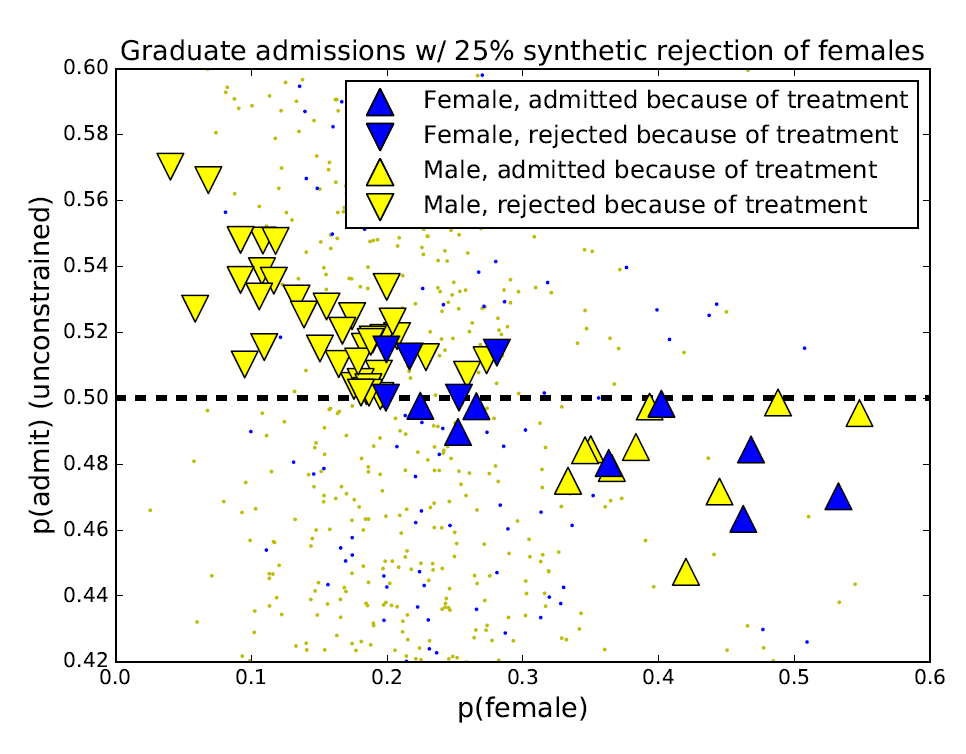 Graduate admissions w/ 25% synthetic rejection of females
0.60
0.58
0.56
0.54
0.52
0.50
0.48
0.46
0.44
0.42
p(admit) (unconstrained)
Female, admitted because of treatment
Female, rejected because of treatment
Male, admitted because of treatment
Male, rejected because of treatment
0.0 0.1 0.2 0.3 0.4 0.5 0.6
p(female)